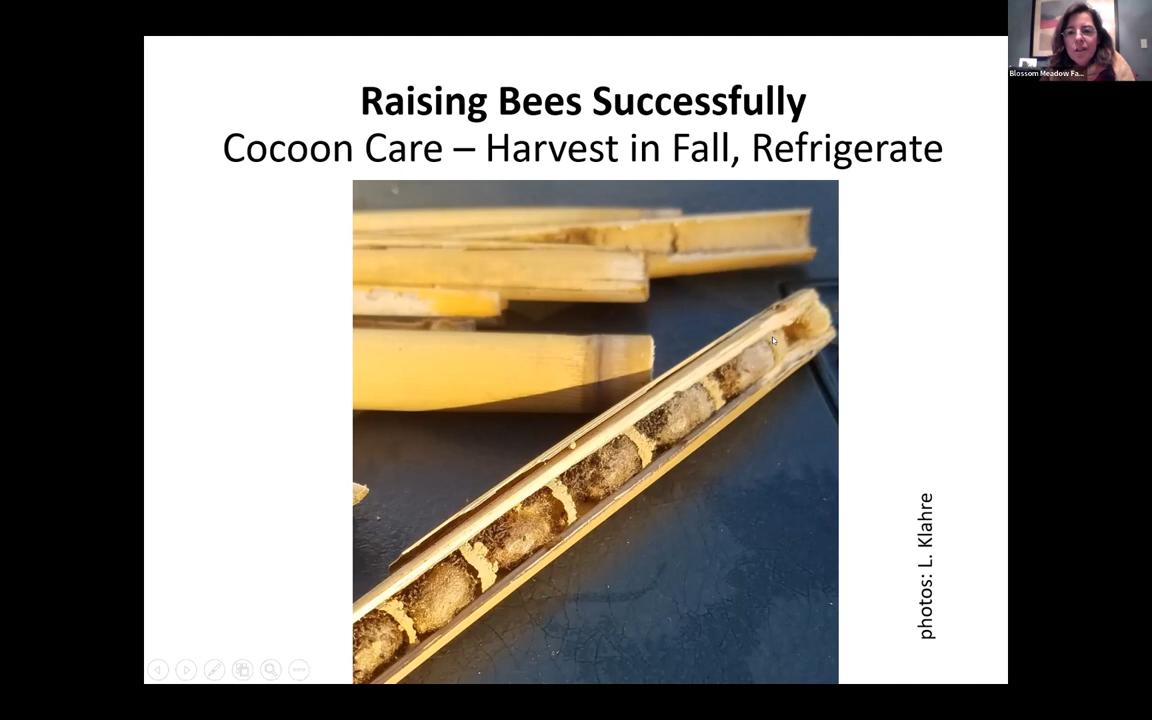 Raising Bees Successfully
Cocoon Care – Harvest in Fall, Refrigerate
photos: L. Klahre
Blossom Meadow Fa...